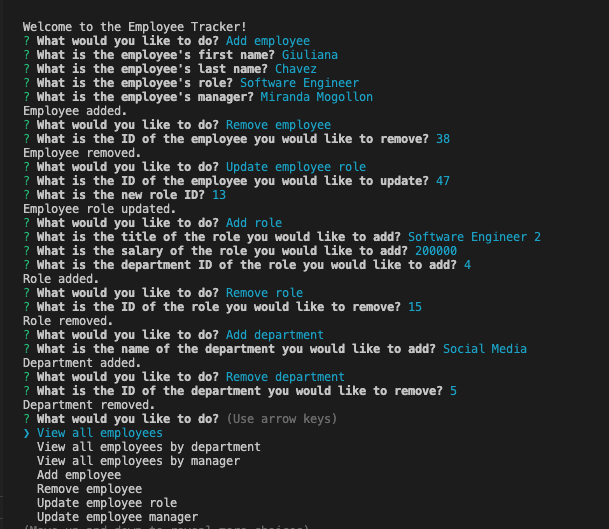 Welcome to the Employee Tracker!
? What would you like to do? Add employee
? What is the employee's first name? Giuliana
? What is the employee's last name? Chavez
? What is the employee's role? Software Engineer
? What is the employee's manager? Miranda Mogollon
Employee added.
? What would you like to do? Remove employee
? What is the ID of the employee you would like to remove? 38
Employee removed.
? What would you like to do? Update employee role
? What is the ID of the employee you would like to update? 47
? What is the new role ID? 13
Employee role updated.
? What would you like to do? Add role
? What is the title of the role you would like to add? Software Engineer 2
? What is the salary of the role you would like to add? 200000
? What is the department ID of the role you would like to add? 4
Role added.
? What would you like to do? Remove role
? What is the ID of the role you would like to remove? 15
Role removed.
? What would you like to do? Add department
? What is the name of the department you would like to add? Social Media
Department added.
? What would you like to do? Remove department
? What is the ID of the department you would like to remove? 5
Department removed.
? What would you like to do? (Use arrow keys)
❯ View all employees
View all employees by department
View all employees by manager
Add employee
Remove employee
Update employee role
Update employee manager
(Move up and down to reveal more choices)